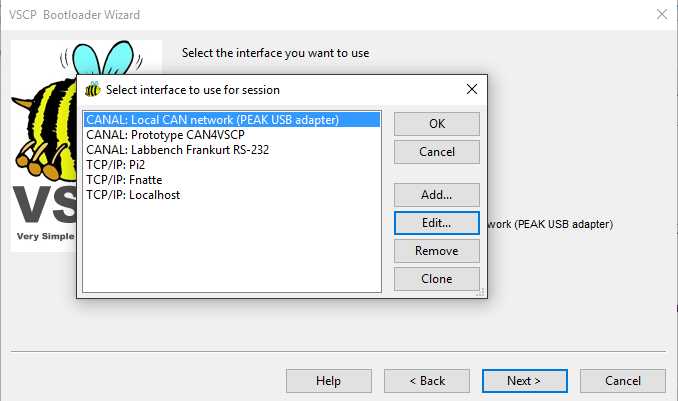 VSCP Bootloader Wizard
Select the interface you want to use
Select interface to use for session
CANAL: Local CAN network (PEAK USB adapter)
CANAL: Prototype CAN4VSCP
CANAL: Labbench Frankurt RS-232
TCP/IP: Pi2
TCP/IP: Fnatte
TCP/IP: Localhost
OK
Cancel
Add...
Edit...
Remove
Clone
VS
Very Simple
work (PEAK USB adapter)
Help
< Back
Next >
Cancel